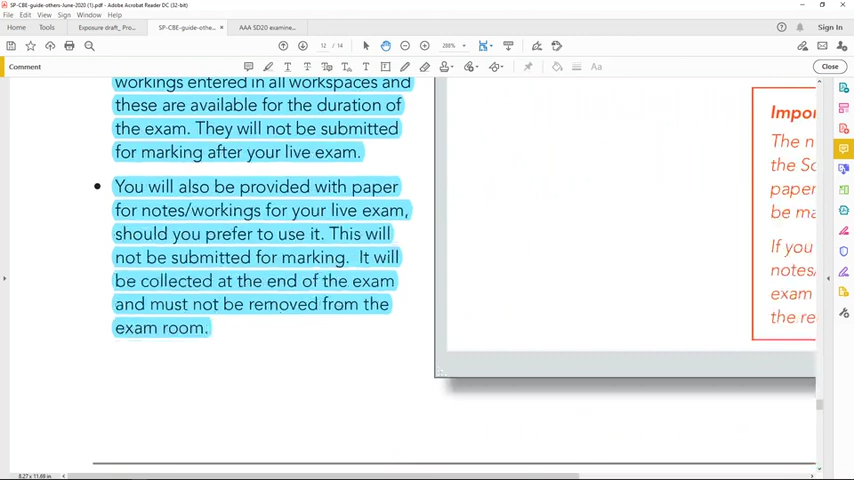 SP-CBE-guide-others-June-2020 (1).pdf - Adobe Acrobat Reader DC (32-bit)
File Edit View Sign Window Help
Home Tools Exposure draft_ Pro... SP-CBE-guide-othe... × AAA SD20 examine... Sign In
12 / 14 288%
Comment Aa Close
workings entered in all workspaces and
these are available for the duration of
the exam. They will not be submitted
for marking after your live exam.
• You will also be provided with paper
for notes/workings for your live exam,
should you prefer to use it. This will
not be submitted for marking. It will
be collected at the end of the exam
and must not be removed from the
exam room.
Impor
The n
the Sc
paper
be ma
If you
notes/
exam
the re
8.27 x 11.69 in